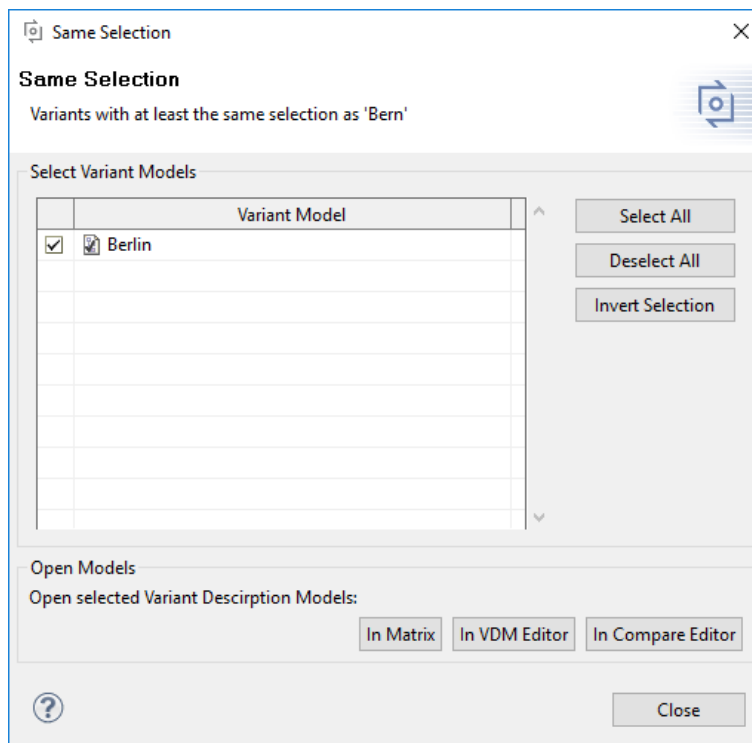 Same Selection
Same Selection
Variants with at least the same selection as 'Bern'
Select Variant Models
Variant Model
Select All
Berlin
Deselect All
Invert Selection
Open Models
Open selected Variant Descirption Models:
In Matrix
In VDM Editor
In Compare Editor
?
Close